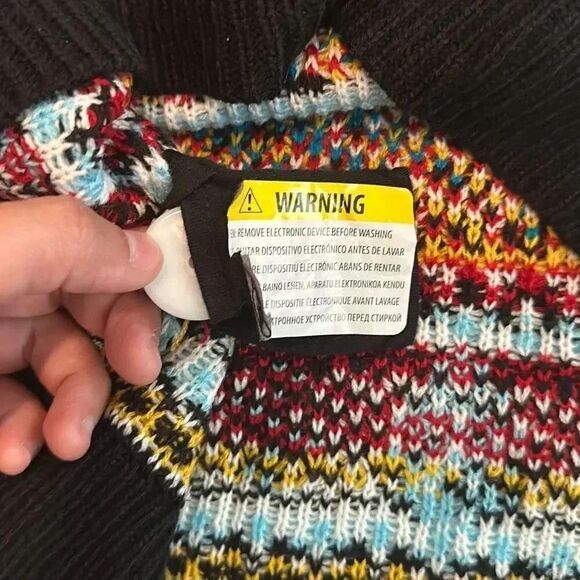 WARNING
REMOVE ELECTRONIC DEVICE BEFORE WASHING
DISPOSITIVO ELECTRÓNICO ANTES DE LAVAR
DISPOSITIU ELECTRÒNIC ABANS DE RENTAR
BAINO LEHEN, APARATU ELEKTRONIKOA KENDU
DISPOSITIF ÉLECTRONIQUE AVANT LAVAGE
УСТРОЙСТВО ПЕРЕД СТИРКОЙ